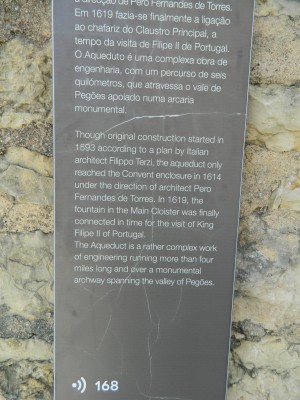 a direcção de Pero Fernandes de Torres.
Em 1619 fazia-se finalmente a ligação
ao chafariz do Claustro Principal, a
tempo da visita de Filipe II de Portugal.
O Aqueduto é uma complexa obra de
engenharia, com um percurso de seis
quilómetros, que atravessa o vale de
Pegões apoiado numa arcaria
monumental.
Though original construction started in
1593 according to a plan by Italian
architect Filippo Terzi, the aqueduct only
reached the Convent enclosure in 1614
under the direction of architect Pero
Fernandes de Torres. In 1619, the
fountain in the Main Cloister was finally
connected in time for the visit of King
Filipe II of Portugal.
The Aqueduct is a rather complex work
of engineering running more than four
miles long and over a monumental
archway spanning the valley of Pegões.
168